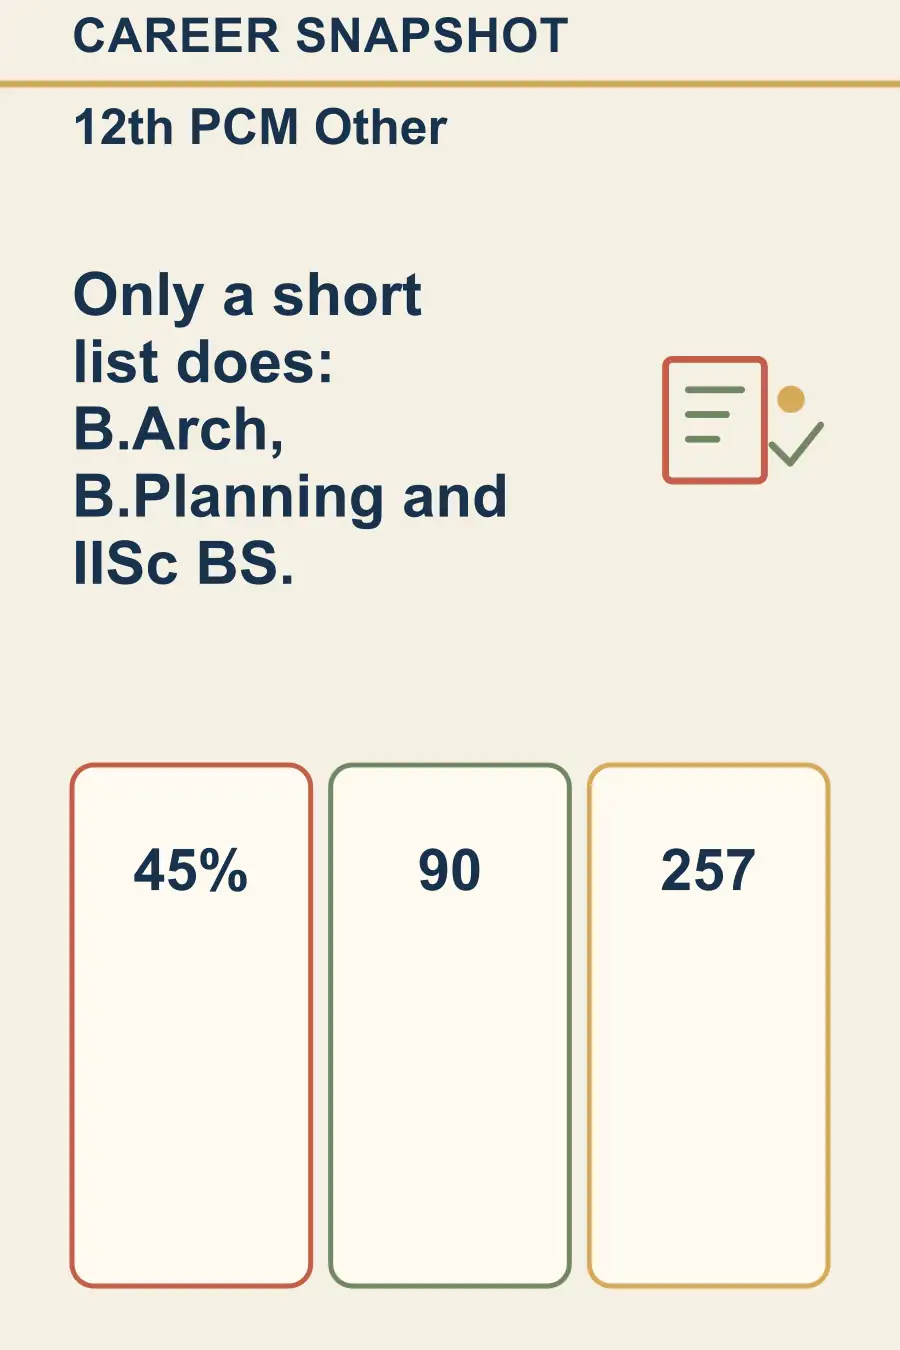 CAREER SNAPSHOT
12th PCM Other
Only a short
list does:
B.Arch,
B.Planning and
IISc BS.
45%
90
257